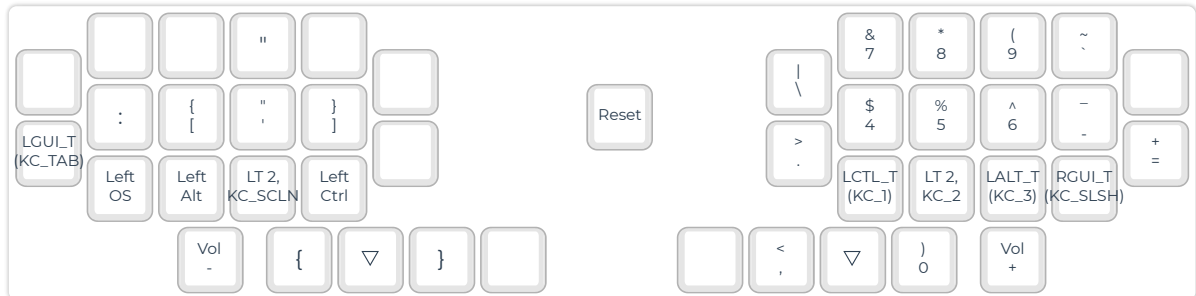 "
&
7
*
8
(
9
~
`
|
\
:
{
[
"
'
}
]
Reset
$
4
%
5
^
6
_
-
LGUI_T
(KC_TAB)
>
.
+
=
Left
OS
Left
Alt
LT 2,
KC_SCLN
Left
Ctrl
LCTL_T
(KC_1)
LT 2,
KC_2
LALT_T
(KC_3)
RGUI_T
(KC_SLSH)
Vol
-
{
▽
}
<
,
▽
)
0
Vol
+